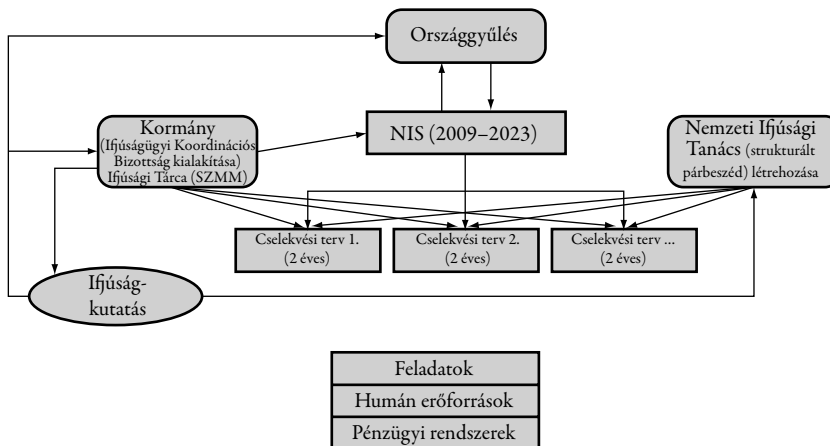 Országgyűlés
Kormány
(Ifjúságügyi Koordinációs
Bizottság kialakítása)
Ifjúsági Tárca (SZMM)
NIS (2009–2023)
Nemzeti Ifjúsági
Tanács (strukturált
párbeszéd) létrehozása
Cselekvési terv 1.
(2 éves)
Cselekvési terv 2.
(2 éves)
Cselekvési terv ...
(2 éves)
Ifjúság-
kutatás
Feladatok
Humán erőforrások
Pénzügyi rendszerek